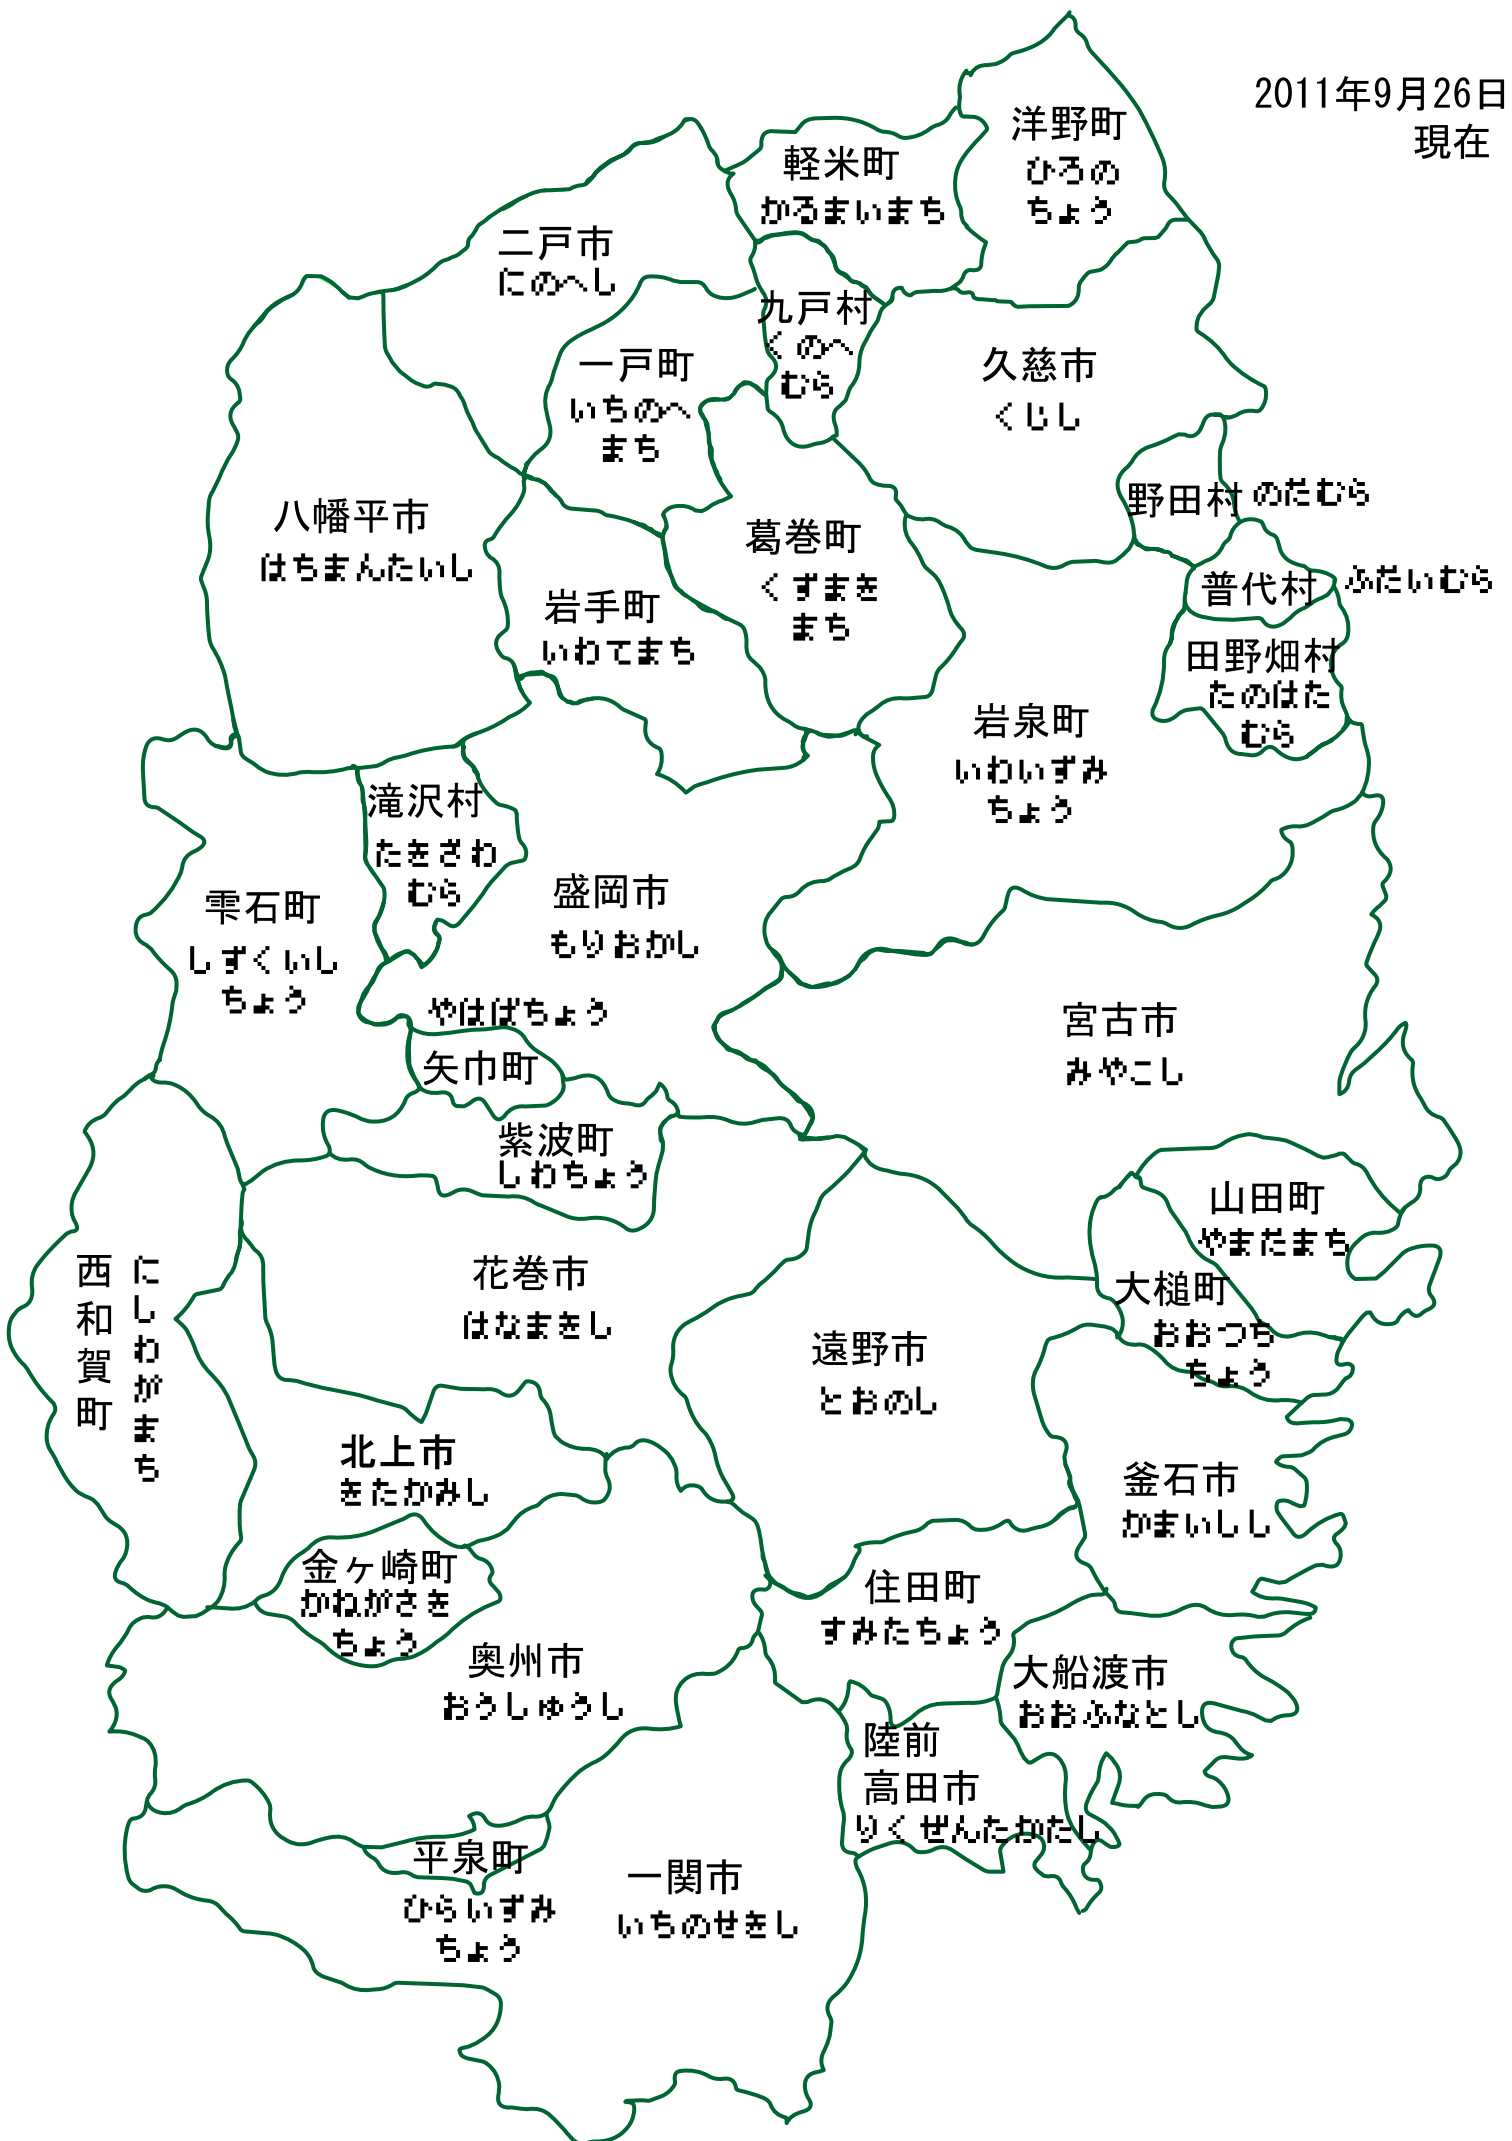 2011年9月26日
現在
洋野町
ひろの
ちょう
軽米町
かるまいまち
二戸市
にのへし
九戸村
くのへ
むら
一戸町
いちのへ
まち
久慈市
くじし
野田村 のだむら
八幡平市
はちまんたいし
葛巻町
くずまき
まち
普代村 ふだいむら
岩手町
いわてまち
田野畑村
たのはた
むら
岩泉町
いわいずみ
ちょう
滝沢村
たきざわ
むら
盛岡市
もりおかし
雫石町
しずくいし
ちょう
やはばちょう
矢巾町
宮古市
みやこし
紫波町
しわちょう
山田町
やまだまち
花巻市
はなまきし
大槌町
おおつち
ちょう
西和賀町
にしわがまち
遠野市
とおのし
北上市
きたかみし
釜石市
かまいしし
金ヶ崎町
かねがさき
ちょう
住田町
すみたちょう
奥州市
おうしゅうし
大船渡市
おおふなとし
陸前
高田市
りくぜんたかたし
平泉町
ひらいずみ
ちょう
一関市
いちのせきし